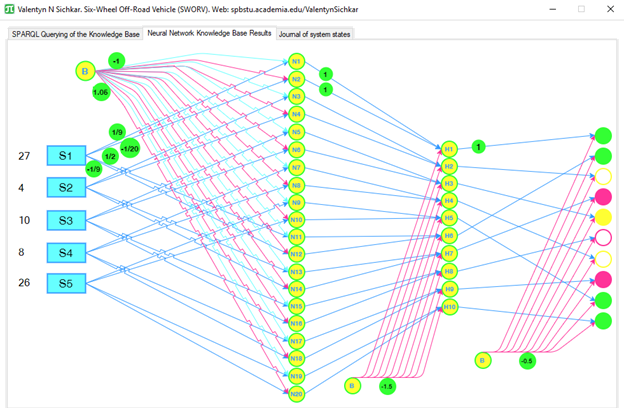 Valentyn N Sichkar. Six-Wheel Off-Road Vehicle (SWORV). Web: spbstu.academia.edu/ValentynSichkar
SPARQL Querying of the Knowledge Base
Neural Network Knowledge Base Results
Journal of system states
B
-1
1.05
1/9
-1/20
1/2
-1/9
27
S1
4
S2
10
S3
8
S4
26
S5
N1
N2
N3
N4
N5
N6
N7
N8
N9
N10
N11
N12
N13
N14
N15
N16
N17
N18
N19
N20
1
1
H1
H2
H3
H4
H5
H6
H7
H8
H9
H10
1
B
-1.5
B
-0.5